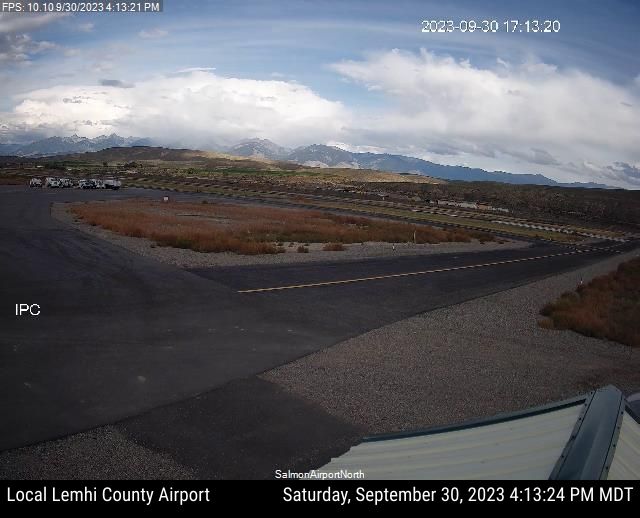 FPS: 10.10 9/30/2023 4:13:21 PM
2023-09-30 17:13:20
IPC
SalmonAirportNorth
Local Lemhi County Airport
Saturday, September 30, 2023 4:13:24 PM MDT